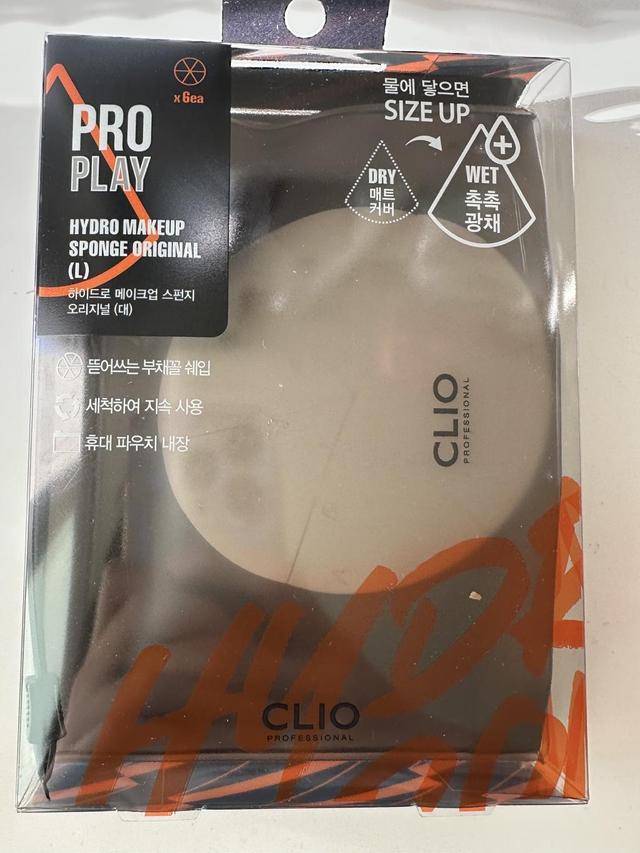 x 6ea
PRO
PLAY
HYDRO MAKEUP
SPONGE ORIGINAL
(L)
하이드로 메이크업 스펀지
오리지널 (대)
물에 닿으면
SIZE UP
DRY
매트
커버
WET
촉촉
광채
뜯어쓰는 부채꼴 쉐입
세척하여 지속 사용
휴대 파우치 내장
CLIO
PROFESSIONAL
HYDR
CLIO
PROFESSIONAL